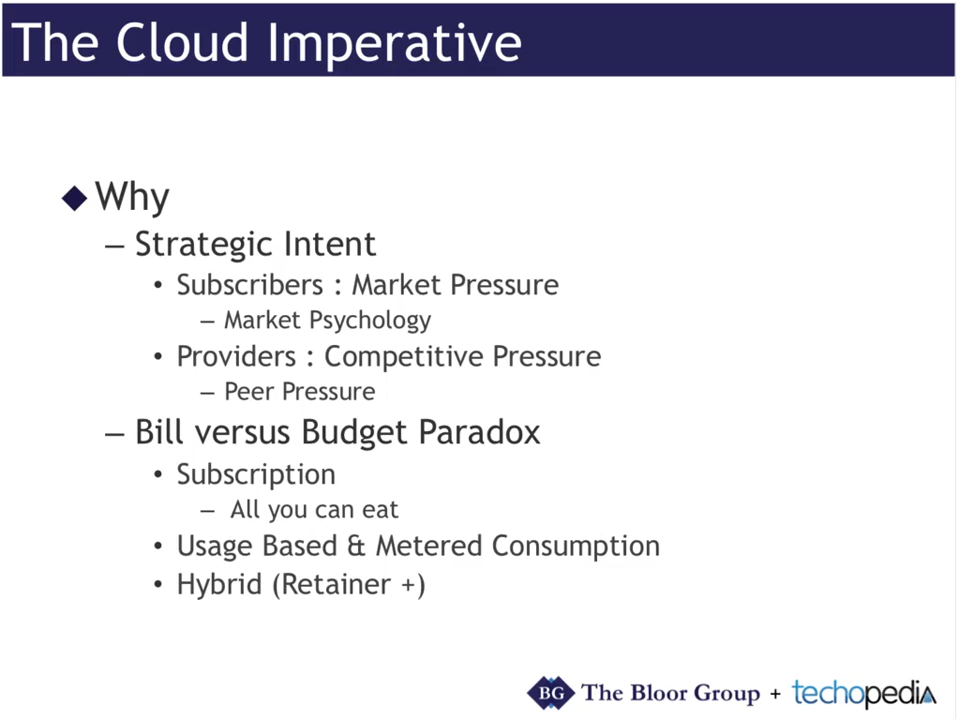 The Cloud Imperative
Why
– Strategic Intent
• Subscribers : Market Pressure
– Market Psychology
• Providers : Competitive Pressure
– Peer Pressure
– Bill versus Budget Paradox
• Subscription
– All you can eat
• Usage Based & Metered Consumption
• Hybrid (Retainer +)
BG The Bloor Group + techopedia